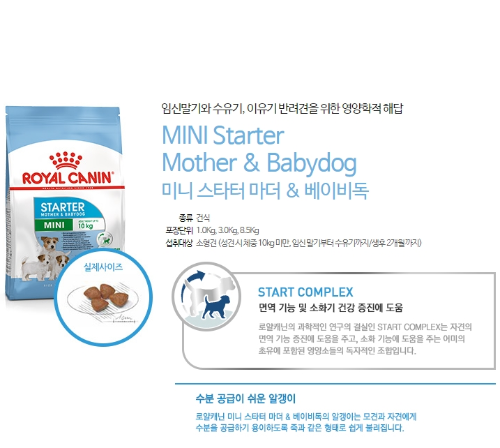 임신말기와 수유기, 이유기 반려견을 위한 영양학적 해답
MINI Starter
Mother & Babydog
미니 스타터 마더 & 베이비독
종류 건식
포장단위 1.0Kg, 3.0Kg, 8.5Kg
섭취대상 소형견 (성견 시 체중 10kg 미만, 임신 말기부터 수유기까지/생후 2개월 까지)
ROYAL CANIN
STARTER
MOTHER & BABYDOG
MINI
10 kg
실제사이즈
START COMPLEX
면역 기능 및 소화기 건강 증진에 도움
로얄캐닌의 과학적인 연구의 결실인 START COMPLEX는 자견의
면역 기능 증진에 도움을 주고, 소화 기능에 도움을 주는 어미의
초유에 포함된 영양소들의 독자적인 조합입니다.
수분 공급이 쉬운 알갱이
로얄캐닌 미니 스타터 마더 & 베이비독의 알갱이는 모견과 자견에게
수분을 공급하기 용이하도록 죽과 같은 형태로 쉽게 불려집니다.